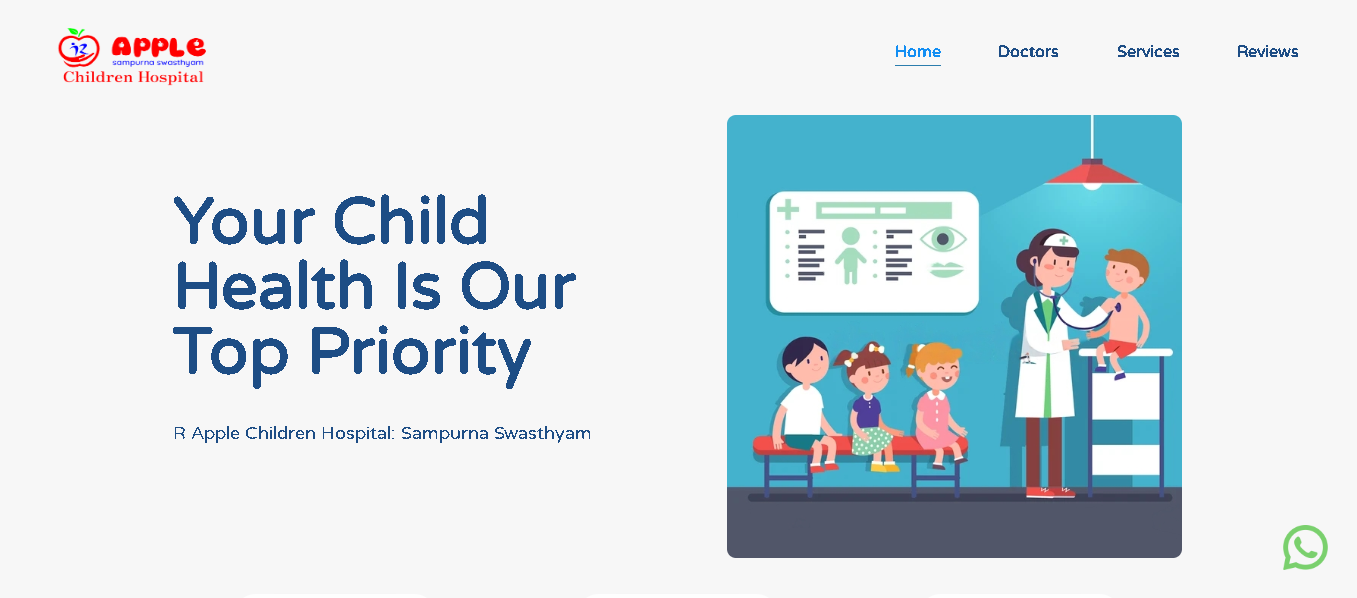 APPLE
sampurna swasthyam
Children Hospital
Home
Doctors
Services
Reviews
Your Child
Health Is Our
Top Priority
R Apple Children Hospital: Sampurna Swasthyam